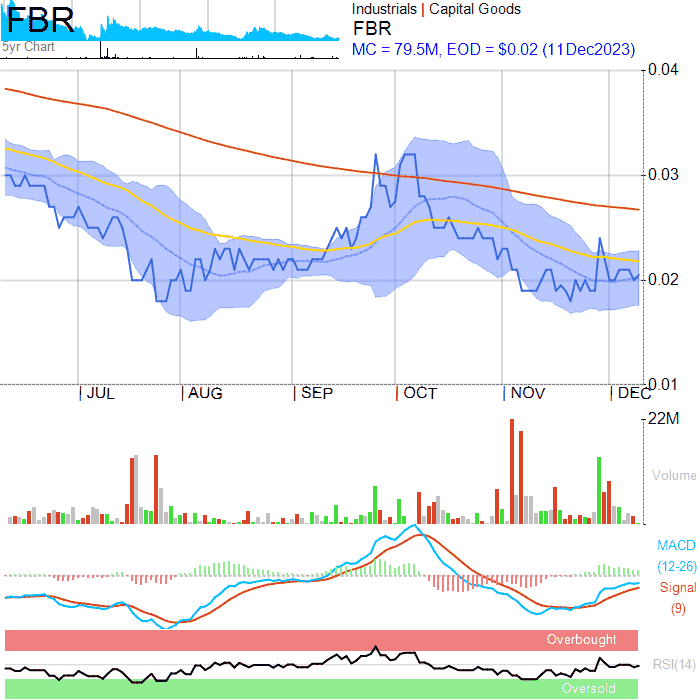 FBR
5yr Chart
Industrials | Capital Goods
FBR
MC = 79.5M, EOD = $0.02 (11Dec2023)
0.04
0.03
0.02
0.01
JUL AUG SEP OCT NOV DEC
22M
Volume
MACD
(12-26)
Signal
(9)
Overbought
RSI(14)
Oversold